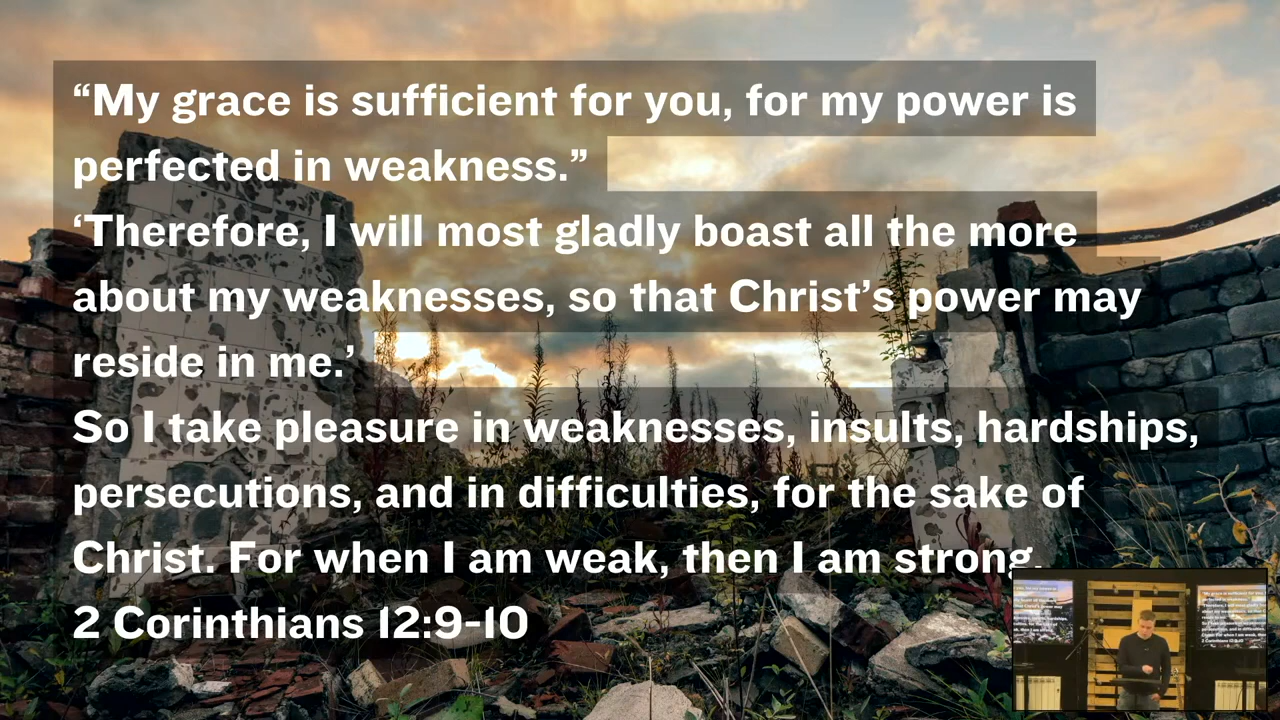 “My grace is sufficient for you, for my power is
perfected in weakness.”
‘Therefore, I will most gladly boast all the more
about my weaknesses, so that Christ’s power may
reside in me.’
So I take pleasure in weaknesses, insults, hardships,
persecutions, and in difficulties, for the sake of
Christ. For when I am weak, then I am strong.
2 Corinthians 12:9-10